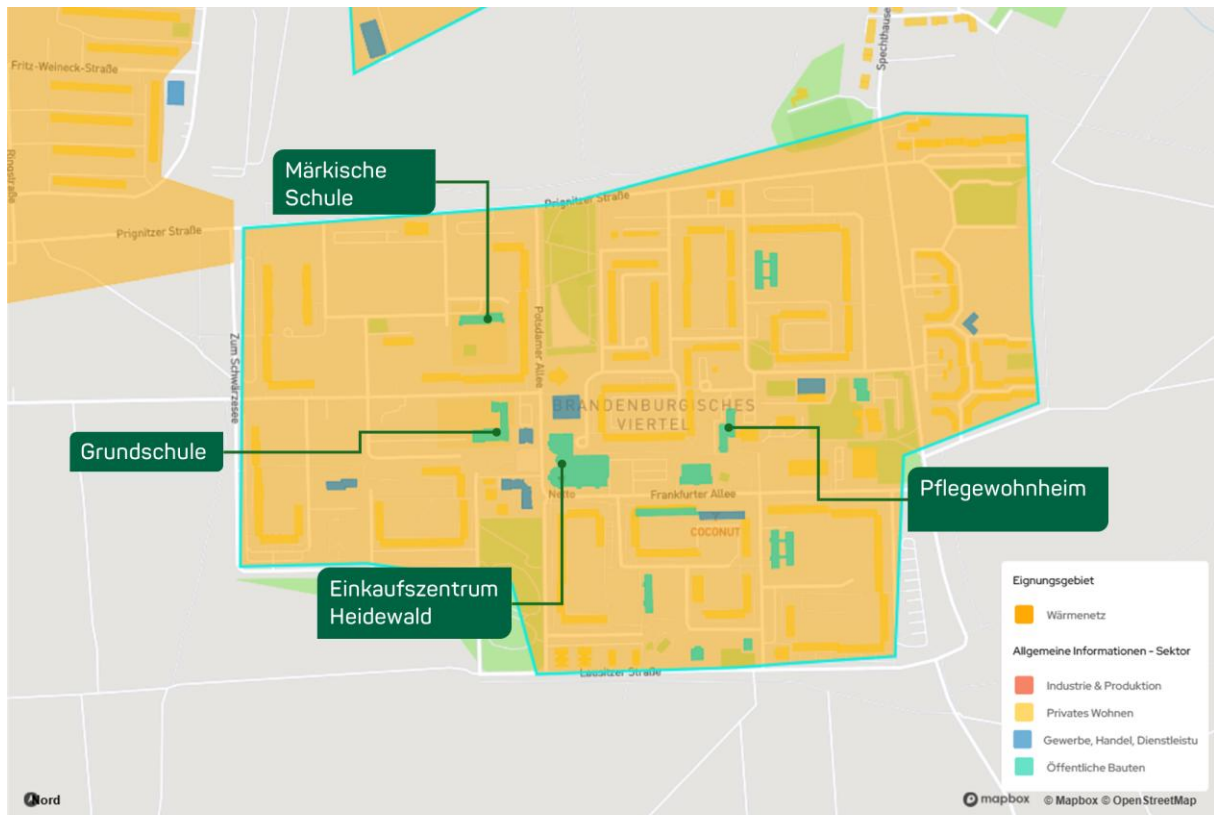 Fritz-Weineck-Straße
Ringstraße
Spechthause
Märkische
Schule
Prignitzer Straße
Prignitzer Straße
Potsdamer Allee
Zum Schwärzesee
BRANDENBURGISCHES
VIERTEL
Grundschule
Pflegewohnheim
Netto
Frankfurter Allee
COCONUT
Einkaufszentrum
Heidewald
Lausitzer Straße
Eignungsgebiet
Wärmenetz
Allgemeine Informationen - Sektor
Industrie & Produktion
Privates Wohnen
Gewerbe, Handel, Dienstleistu
Öffentliche Bauten
Nord
mapbox © Mapbox © OpenStreetMap